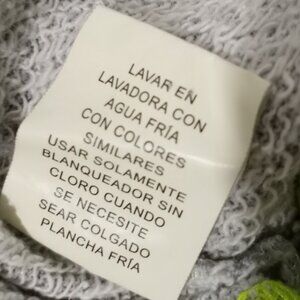 LAVAR EN
LAVADORA CON
AGUA FRIA
CON COLORES
SIMILARES
USAR SOLAMENTE
BLANQUEADOR SIN
CLORO CUANDO
SE NECESITE
SEAR COLGADO
PLANCHA FRÍA